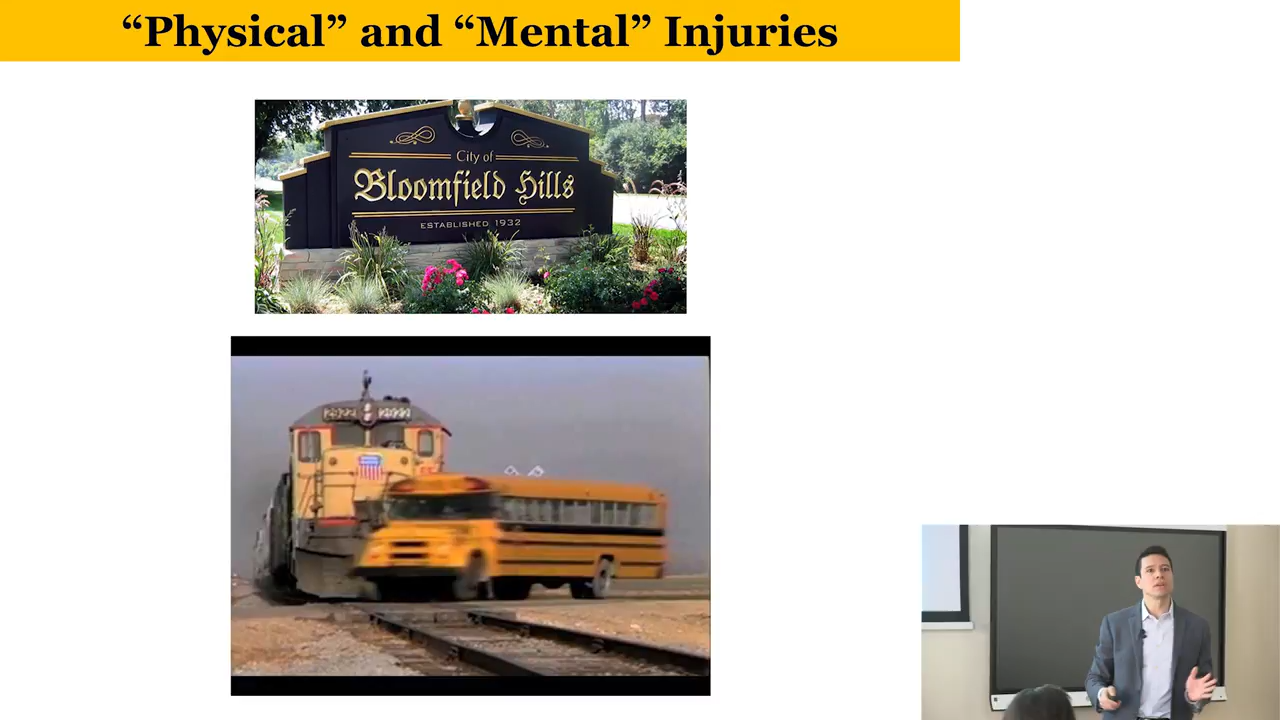 “Physical” and “Mental” Injuries
City of
Bloomfield Hills
ESTABLISHED 1932